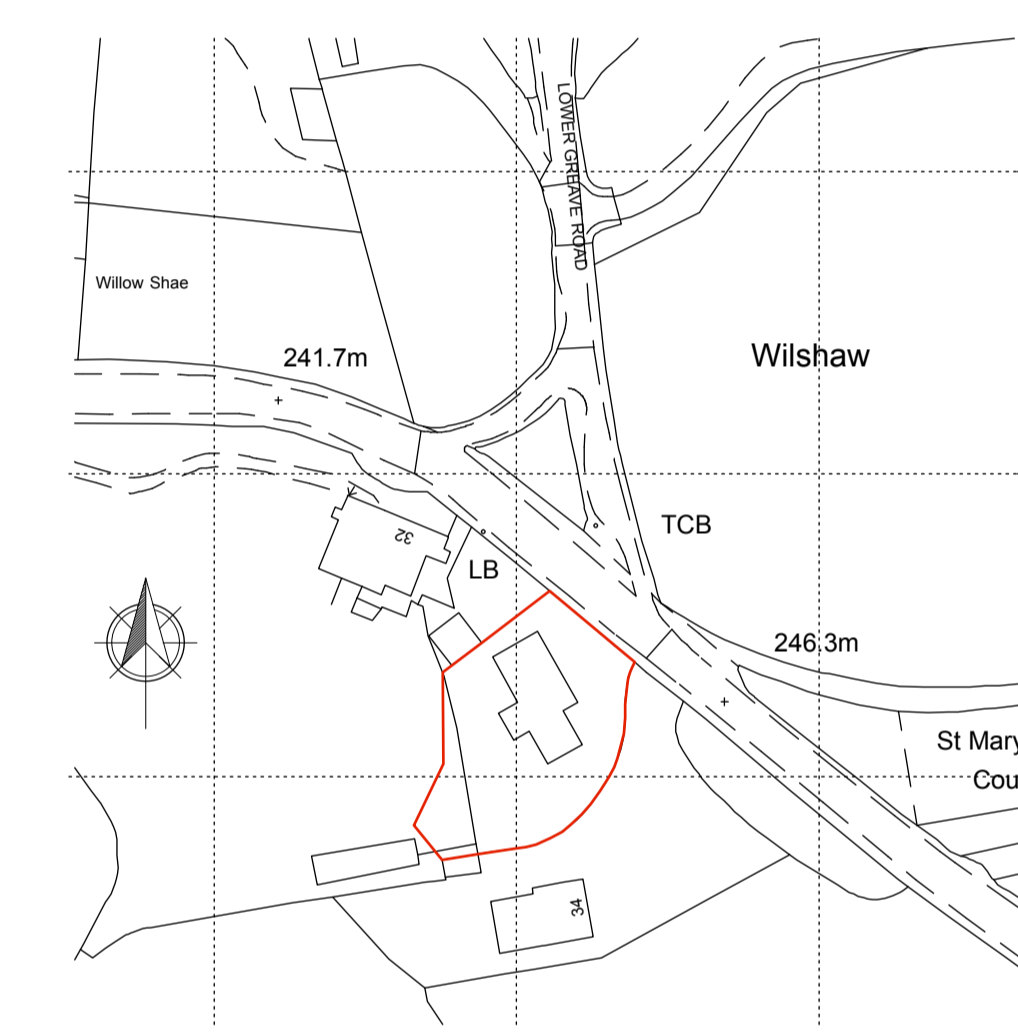 LOWER GREAVE ROAD
Willow Shae
241.7m
Wilshaw
TCB
32
LB
246.3m
St Mary
Cou
34